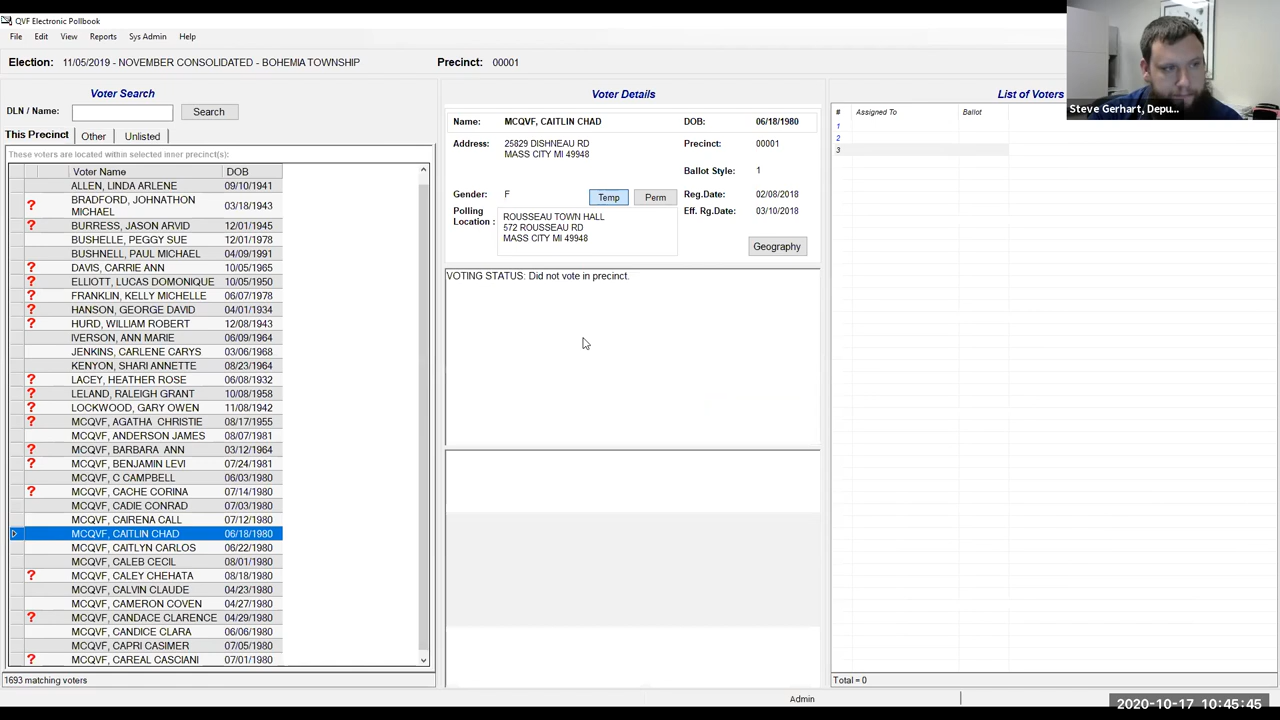 QVF Electronic Pollbook
File Edit View Reports Sys Admin Help
Election: 11/05/2019 - NOVEMBER CONSOLIDATED - BOHEMIA TOWNSHIP Precinct: 00001
Voter Search
DLN / Name: Search
This Precinct Other Unlisted
These voters are located within selected innor precinct(s):
Voter Name DOB
ALLEN, LINDA ARLENE 09/10/1941
? BRADFORD, JOHNATHON
MICHAEL 03/18/1943
? BURRESS, JASON ARVID 12/01/1945
BUSHELLE, PEGGY SUE 12/01/1978
BUSHNELL, PAUL MICHAEL 04/09/1991
? DAVIS, CARRIE ANN 10/05/1965
? ELLIOTT, LUCAS DOMONIQUE 10/05/1950
? FRANKLIN, KELLY MICHELLE 06/07/1978
? HANSON, GEORGE DAVID 04/01/1934
? HURD, WILLIAM ROBERT 12/08/1943
IVERSON, ANN MARIE 06/09/1964
JENKINS, CARLENE CARYS 03/06/1968
KENYON, SHARI ANNETTE 08/23/1964
? LACEY, HEATHER ROSE 06/08/1932
? LELAND, RALEIGH GRANT 10/08/1958
? LOCKWOOD, GARY OWEN 11/08/1942
? MCQVF, AGATHA CHRISTIE 08/17/1955
MCQVF, ANDERSON JAMES 08/07/1981
? MCQVF, BARBARA ANN 03/12/1964
? MCQVF, BENJAMIN LEVI 07/24/1981
MCQVF, C CAMPBELL 06/03/1980
? MCQVF, CACHE CORINA 07/14/1980
MCQVF, CADIE CONRAD 07/03/1980
MCQVF, CAIRENA CALL 07/12/1980
MCQVF, CAITLIN CHAD 06/18/1980
MCQVF, CAITLYN CARLOS 06/22/1980
MCQVF, CALEB CECIL 08/01/1980
? MCQVF, CALEY CHEHATA 08/18/1980
MCQVF, CALVIN CLAUDE 04/23/1980
MCQVF, CAMERON COVEN 04/27/1980
? MCQVF, CANDACE CLARENCE 04/29/1980
MCQVF, CANDICE CLARA 06/06/1980
MCQVF, CAPRI CASIMER 07/05/1980
? MCQVF, CAREAL CASCIANI 07/01/1980
1693 matching voters
Voter Details
Name: MCQVF, CAITLIN CHAD DOB: 06/18/1980
Address: 25829 DISHNEAU RD Precinct: 00001
MASS CITY MI 49948
Ballot Style: 1
Gender: F Temp Perm Reg.Date: 02/08/2018
Polling
Location : ROUSSEAU TOWN HALL Eff. Rg.Date: 03/10/2018
572 ROUSSEAU RD
MASS CITY MI 49948
Geography
VOTING STATUS: Did not vote in precinct.
List of Voters
# Assigned To Ballot
1
2
3
Total = 0
Admin
Steve Gerhart, Depu...
2020-10-17 10:45:45